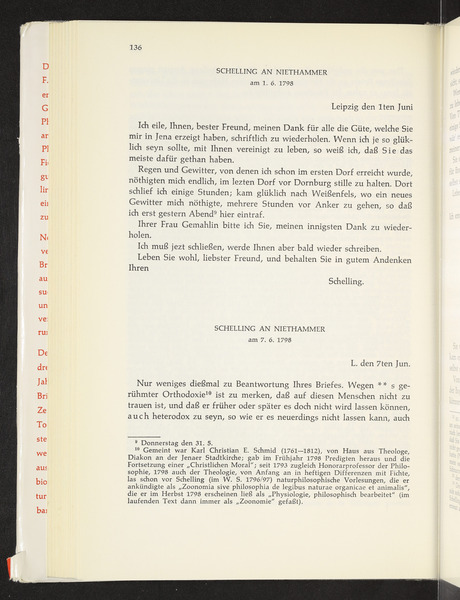 136
SCHELLING AN NIETHAMMER
am 1. 6. 1798
Leipzig den 1ten Juni
Ich eile, Ihnen, bester Freund, meinen Dank für alle die Güte, welche Sie
mir in Jena erzeigt haben, schriftlich zu wiederholen. Wenn ich je so glük-
lich seyn sollte, mit Ihnen vereinigt zu leben, so weiß ich, daß Sie das
meiste dafür gethan haben.
Regen und Gewitter, von denen ich schon im ersten Dorf erreicht wurde,
nöthigten mich endlich, im lezten Dorf vor Dornburg stille zu halten. Dort
schlief ich einige Stunden; kam glüklich nach Weißenfels, wo ein neues
Gewitter mich nöthigte, mehrere Stunden vor Anker zu gehen, so daß
ich erst gestern Abend⁹ hier eintraf.
Ihrer Frau Gemahlin bitte ich Sie, meinen innigsten Dank zu wieder-
holen.
Ich muß jezt schließen, werde Ihnen aber bald wieder schreiben.
Leben Sie wohl, liebster Freund, und behalten Sie in gutem Andenken
Ihren
Schelling.
SCHELLING AN NIETHAMMER
am 7. 6. 1798
L. den 7ten Jun.
Nur weniges dießmal zu Beantwortung Ihres Briefes. Wegen ** s ge-
rühmter Orthodoxie¹⁰ ist zu merken, daß auf diesen Menschen nicht zu
trauen ist, und daß er früher oder später es doch nicht wird lassen können,
auch heterodox zu seyn, so wie er es neuerdings nicht lassen kann, auch
⁹ Donnerstag den 31. 5.
¹⁰ Gemeint war Karl Christian E. Schmid (1761—1812), von Haus aus Theologe,
Diakon an der Jenaer Stadtkirche; gab im Frühjahr 1798 Predigten heraus und die
Fortsetzung einer „Christlichen Moral"; seit 1793 zugleich Honorarprofessor der Philo-
sophie, 1798 auch der Theologie, von Anfang an in heftigen Differenzen mit Fichte,
las schon vor Schelling (im W. S. 1796/97) naturphilosophische Vorlesungen, die er
ankündigte als „Zoonomia sive philosophia de legibus naturae organicae et animalis",
die er im Herbst 1798 erscheinen ließ als „Physiologie, philosophisch bearbeitet" (im
laufenden Text dann immer als „Zoonomie" gefaßt).